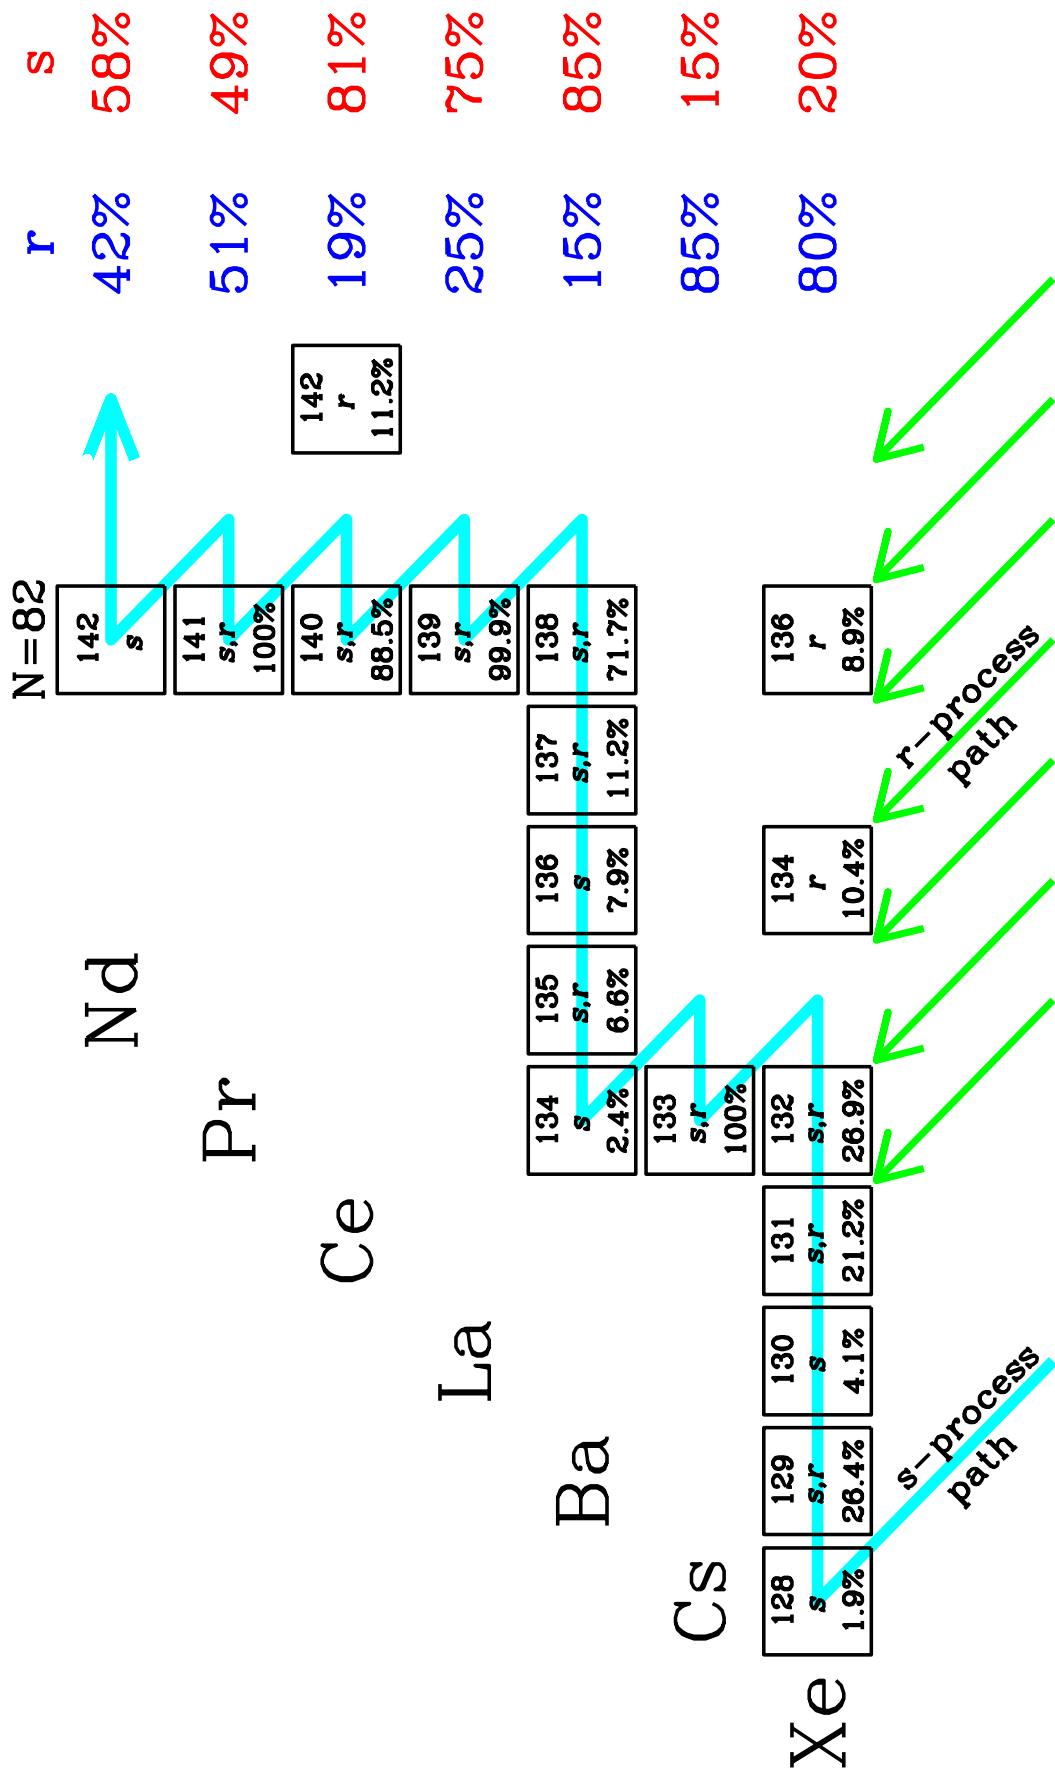 N=82
r
s
Nd
142
s
42%
58%
Pr
141
s,r
100%
51%
49%
Ce
140
s,r
88.5%
142
r
11.2%
19%
81%
La
139
s,r
99.9%
25%
75%
Ba
134
s
2.4%
135
s,r
6.6%
136
s
7.9%
137
s,r
11.2%
138
s,r
71.7%
15%
85%
Cs
133
s,r
100%
85%
15%
Xe
128
s
1.9%
129
s,r
26.4%
130
s
4.1%
131
s,r
21.2%
132
s,r
26.9%
134
r
10.4%
136
r
8.9%
80%
20%
s-process
path
r-process
path